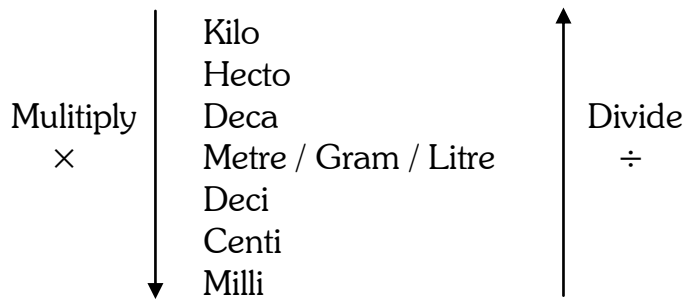 Kilo
Hecto
Mulitiply Deca Divide
× Metre / Gram / Litre ÷
Deci
Centi
Milli